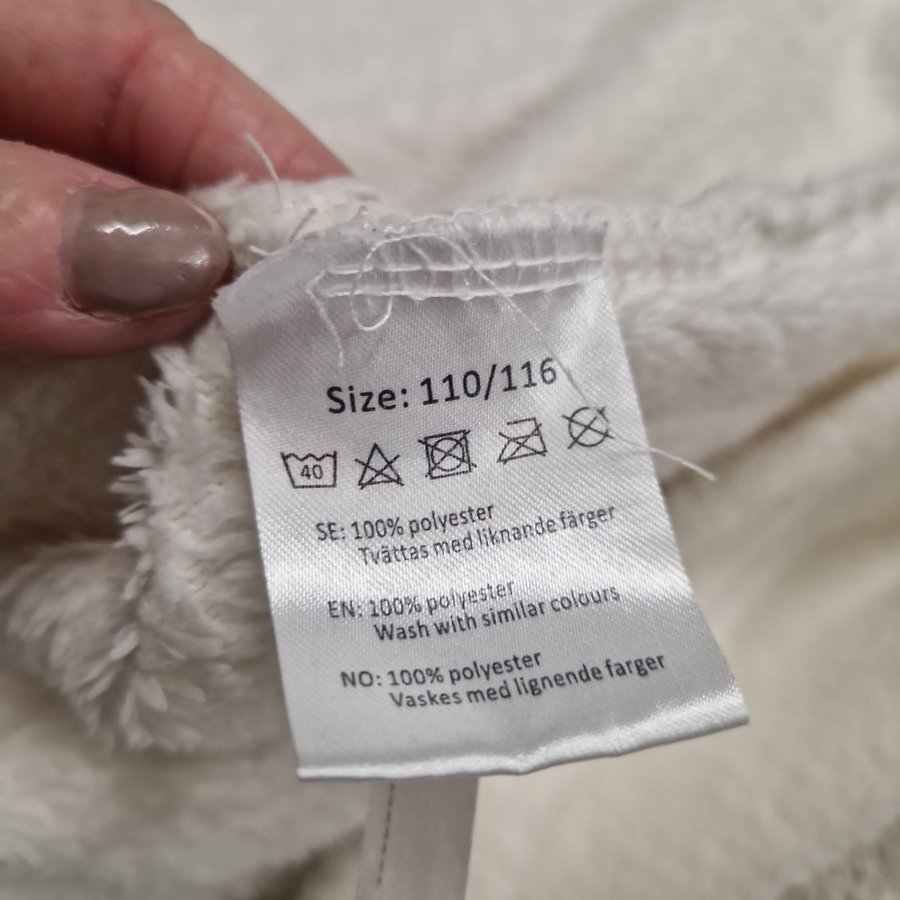 Size: 110/116
40
SE: 100% polyester
Tvättas med liknande färger
EN: 100% polyester
Wash with similar colours
NO: 100% polyester
Vaskes med lignende farger